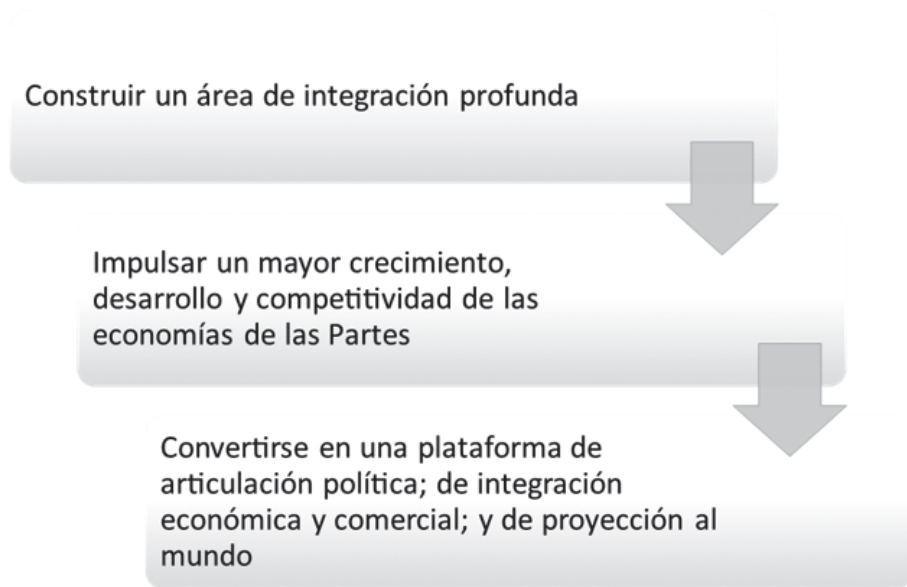 Construir un área de integración profunda
Impulsar un mayor crecimiento,
desarrollo y competitividad de las
economías de las Partes
Convertirse en una plataforma de
articulación política; de integración
económica y comercial; y de proyección al
mundo